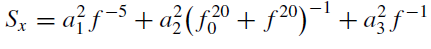 $S_x = a_1^2 f^{-5} + a_2^2 (f_0^{20} + f^{20})^{-1} + a_3^2 f^{-1}$